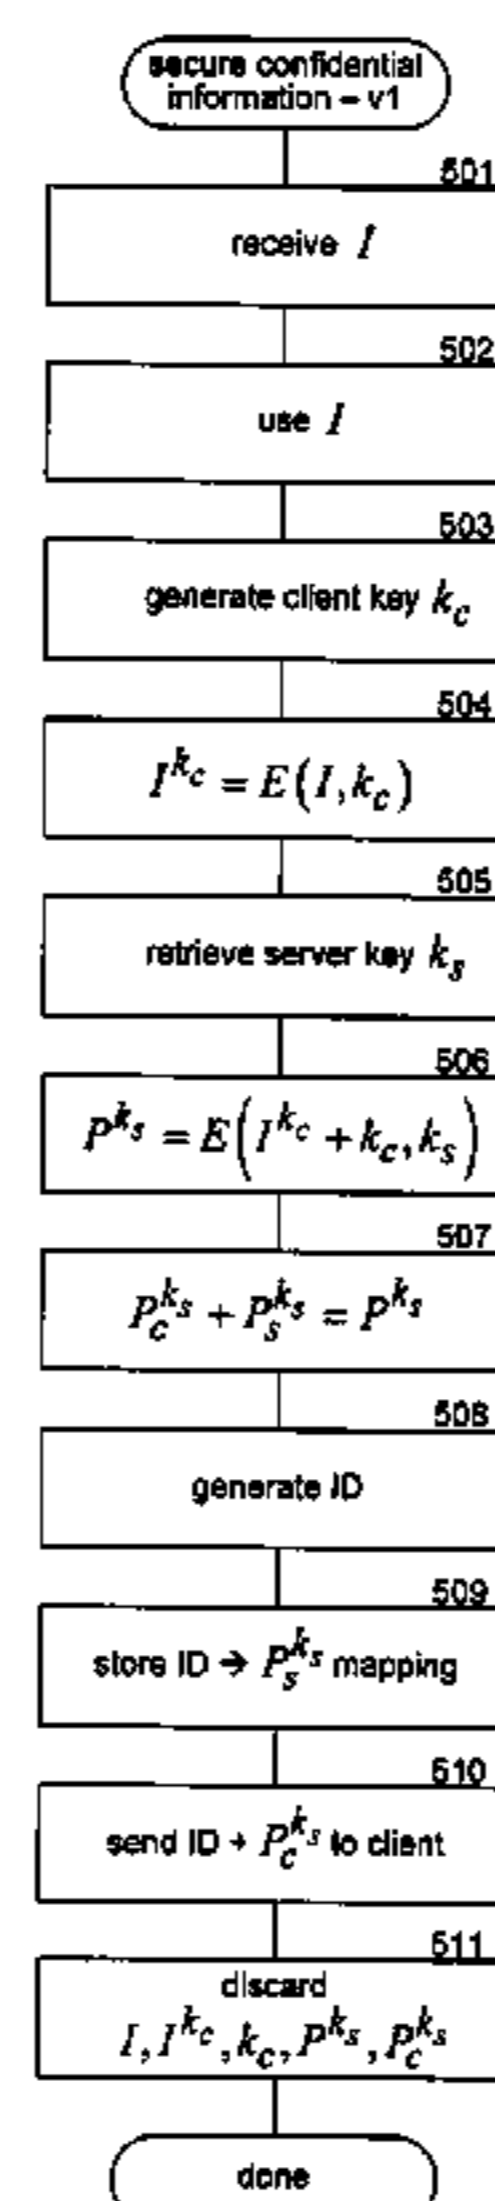 secure confidential
information – v1
501
receive I
502
use I
503
generate client key k_c
504
I^{k_c} = E(I, k_c)
505
retrieve server key k_s
506
P^{k_s} = E(I^{k_c} + k_c, k_s)
507
P_c^{k_s} + P_s^{k_s} = P^{k_s}
508
generate ID
509
store ID → P_s^{k_s} mapping
510
send ID + P_c^{k_s} to client
511
discard
I, I^{k_c}, k_c, P^{k_s}, P_c^{k_s}
done